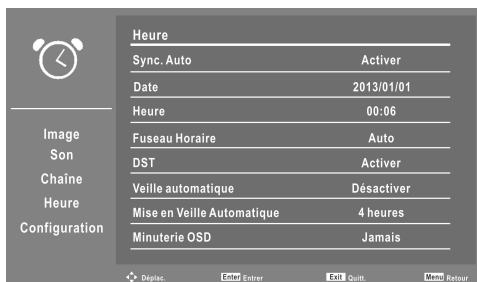 Image
Son
Chaîne
Heure
Configuration
Heure
Sync. Auto Activer
Date 2013/01/01
Heure 00:06
Fuseau Horaire Auto
DST Activer
Veille automatique Désactiver
Mise en Veille Automatique 4 heures
Minuterie OSD Jamais
Déplac. Enter Entrer Exit Quitt. Menu Retour